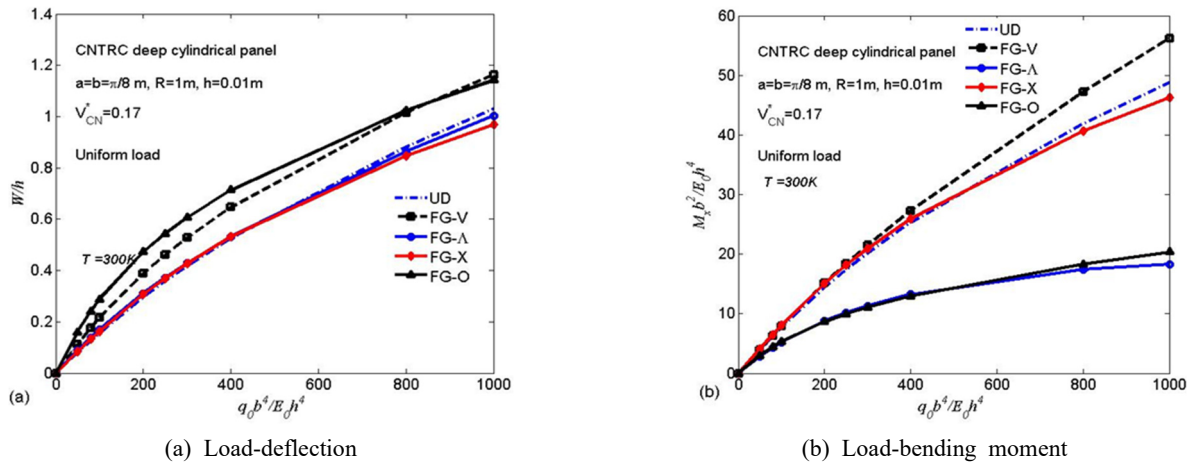 1.4
1.2
1
0.8
0.6
0.4
0.2
0
W/h
CNTRC deep cylindrical panel
a=b=π/8 m, R=1m, h=0.01m
V*CN=0.17
Uniform load
T =300K
UD
FG-V
FG-Λ
FG-X
FG-O
0 200 400 600 800 1000
(a)
q0b4/E0h4
60
50
40
30
20
10
0
Mxb2/E0h4
CNTRC deep cylindrical panel
a=b=π/8 m, R=1m, h=0.01m
V*CN=0.17
Uniform load
T =300K
UD
FG-V
FG-Λ
FG-X
FG-O
0 200 400 600 800 1000
(b)
q0b4/E0h4
(a) Load-deflection
(b) Load-bending moment